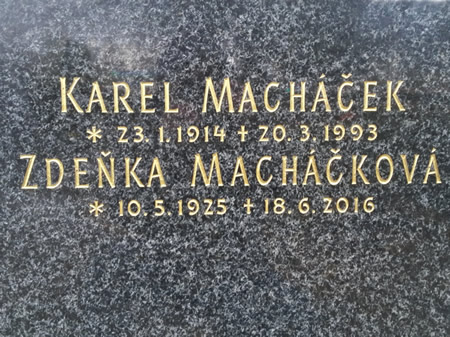 KAREL MACHÁČEK
* 23.1.1914 + 20.3.1993
ZDEŇKA MACHÁČKOVÁ
* 10.5.1925 + 18.6.2016